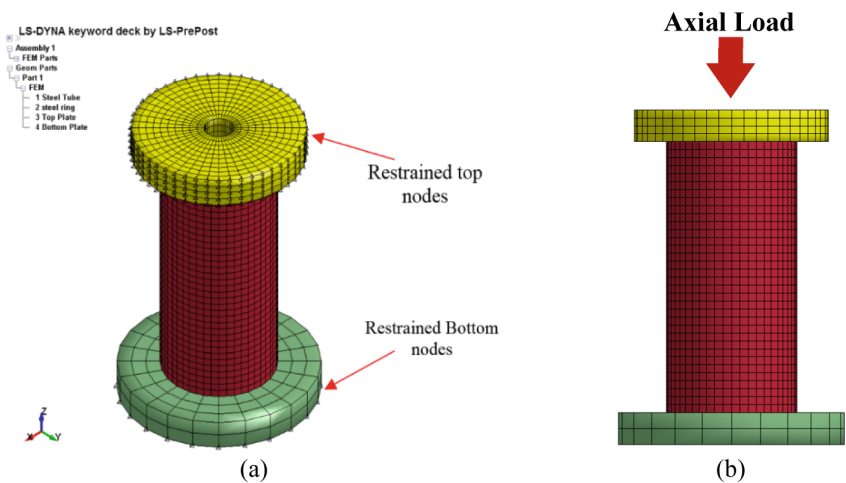 LS-DYNA keyword deck by LS-PrePost
Assembly 1
FEM Parts
Geom Parts
Part 1
FEM
1 Steel Tube
2 steel ring
3 Top Plate
4 Bottom Plate
Restrained top
nodes
Restrained Bottom
nodes
Z
X
Y
(a)
Axial Load
(b)